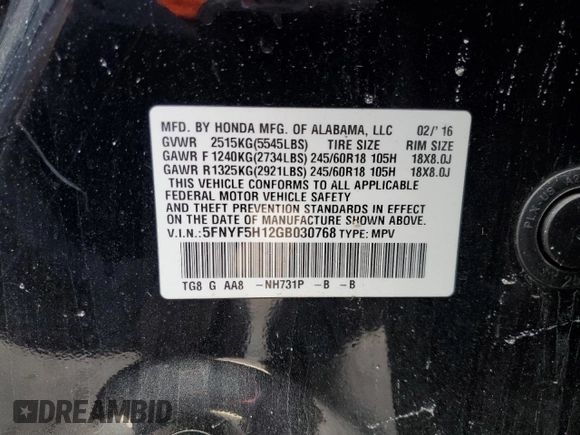 MFD. BY HONDA MFG. OF ALABAMA, LLC 02/'16
GVWR 2515KG(5545LBS) TIRE SIZE RIM SIZE
GAWR F 1240KG(2734LBS) 245/60R18 105H 18X8.0J
GAWR R 1325KG(2921LBS) 245/60R18 105H 18X8.0J
THIS VEHICLE CONFORMS TO ALL APPLICABLE
FEDERAL MOTOR VEHICLE SAFETY
AND THEFT PREVENTION STANDARDS IN EFFECT
ON THE DATE OF MANUFACTURE SHOWN ABOVE.
V.I.N.:5FNYF5H12GB030768 TYPE: MPV
TG8 G AA8 -NH731P -B -B
DREAMBID